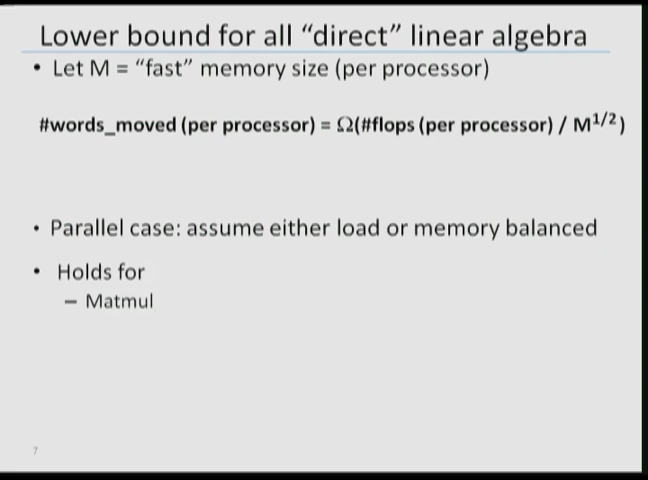 Lower bound for all “direct” linear algebra
• Let M = “fast” memory size (per processor)
#words_moved (per processor) = Ω(#flops (per processor) / M^1/2 )
• Parallel case: assume either load or memory balanced
• Holds for
– Matmul
7